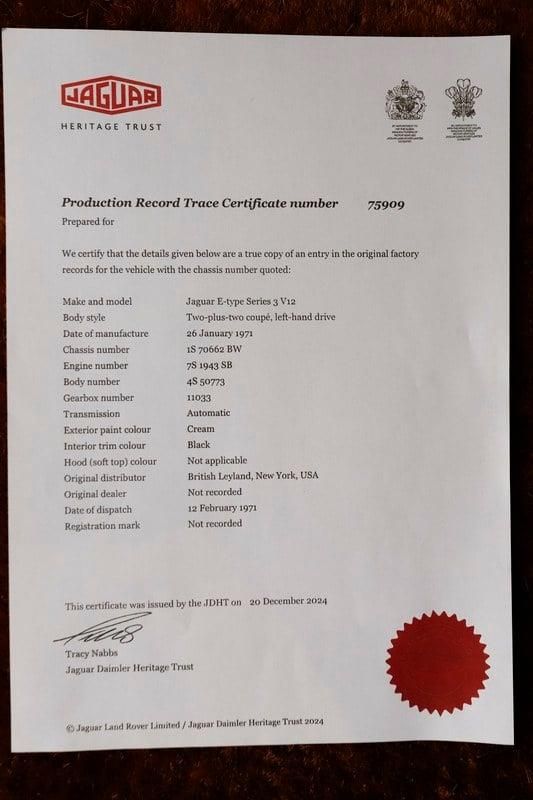 JAGUAR
HERITAGE TRUST
Production Record Trace Certificate number 75909
Prepared for
We certify that the details given below are a true copy of an entry in the original factory
records for the vehicle with the chassis number quoted:
Make and model Jaguar E-type Series 3 V12
Body style Two-plus-two coupé, left-hand drive
Date of manufacture 26 January 1971
Chassis number 1S 70662 BW
Engine number 7S 1943 SB
Body number 4S 50773
Gearbox number 11033
Transmission Automatic
Exterior paint colour Cream
Interior trim colour Black
Hood (soft top) colour Not applicable
Original distributor British Leyland, New York, USA
Original dealer Not recorded
Date of dispatch 12 February 1971
Registration mark Not recorded
This certificate was issued by the JDHT on 20 December 2024
Tracy Nabbs
Jaguar Daimler Heritage Trust
© Jaguar Land Rover Limited / Jaguar Daimler Heritage Trust 2024